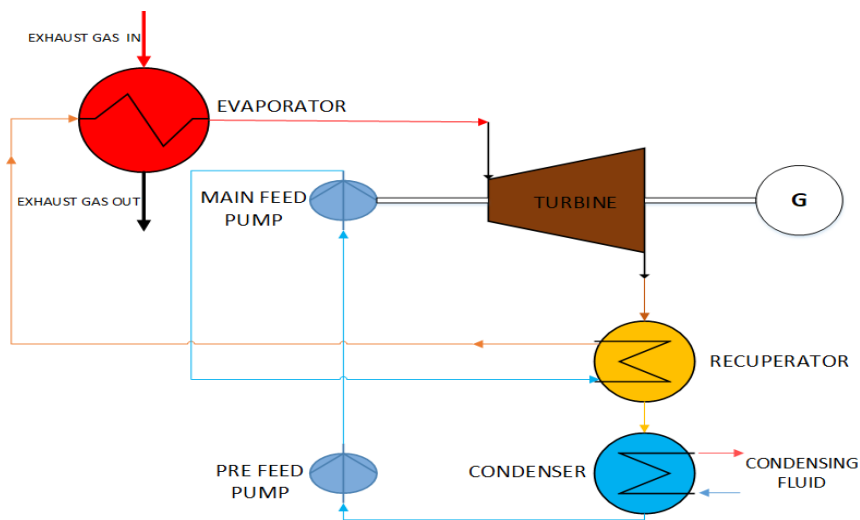 EXHAUST GAS IN
EVAPORATOR
EXHAUST GAS OUT
MAIN FEED
PUMP
TURBINE
G
RECUPERATOR
PRE FEED
PUMP
CONDENSER
CONDENSING
FLUID